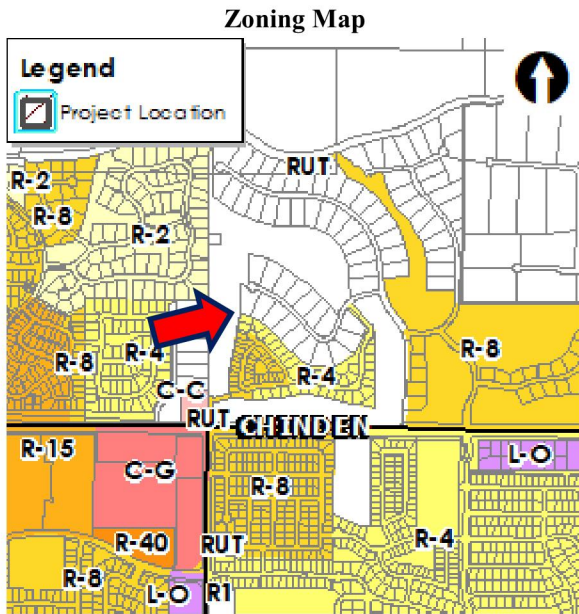 Zoning Map
Legend
Project Location
RUT
R-2
R-8
R-2
R-8
R-4
R-8
R-4
C-C
RUT
CHINDEN
R-15
C-G
L-O
R-8
R-4
R-40
RUT
R-8
L-O
R1